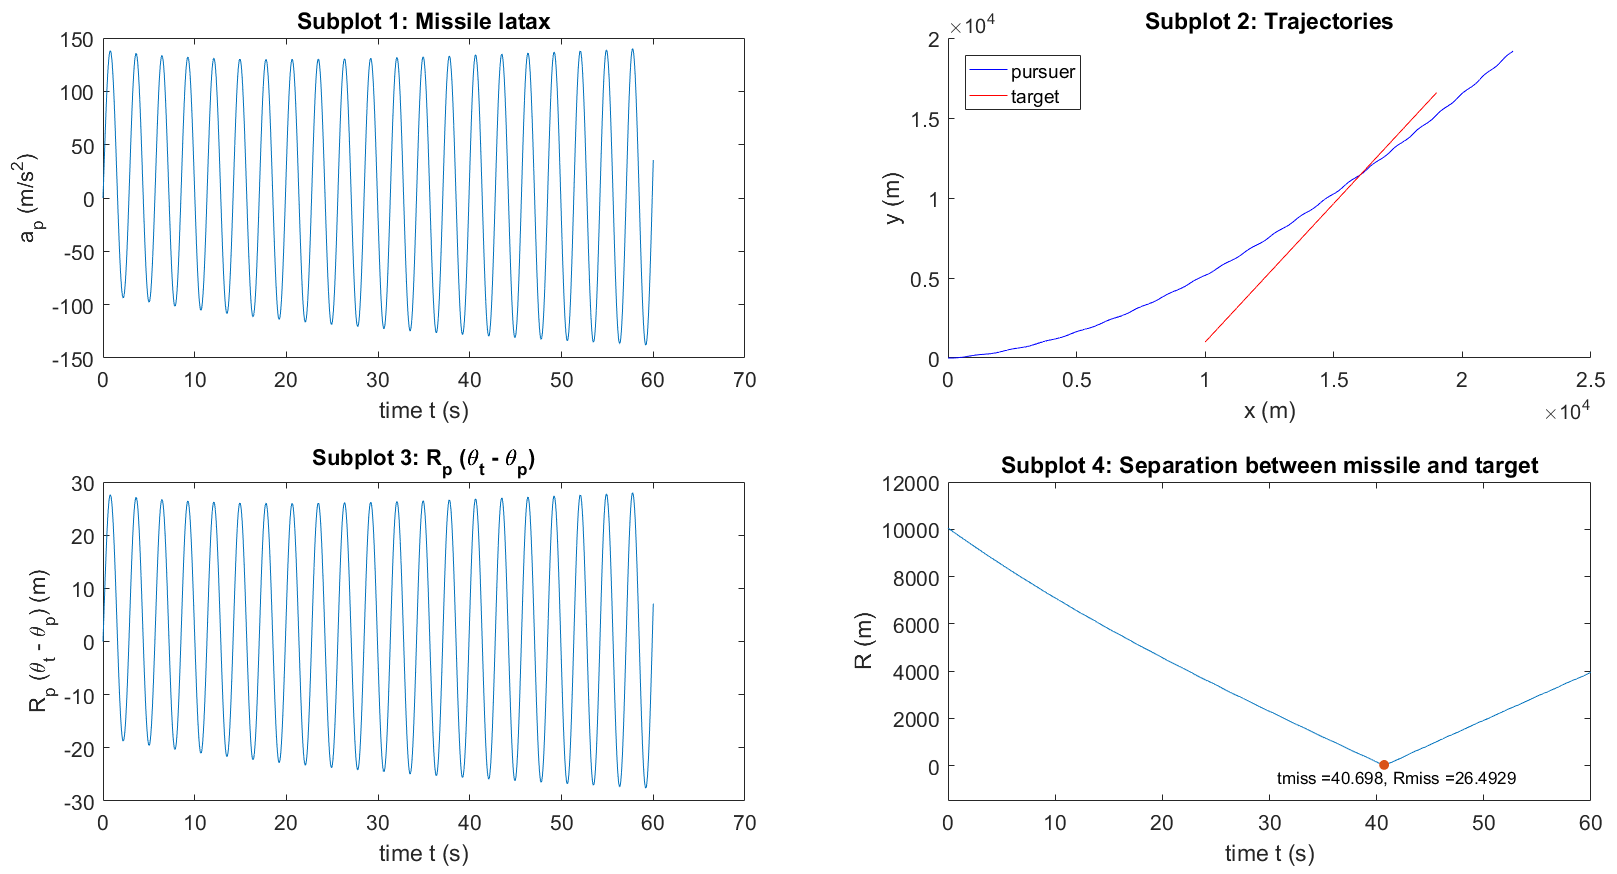 Subplot 1: Missile latax
150
100
50
0
-50
-100
-150
a_p (m/s^2)
0 10 20 30 40 50 60 70
time t (s)
Subplot 2: Trajectories
×10^4
2
1.5
1
0.5
0
y (m)
pursuer
target
0 0.5 1 1.5 2 2.5
x (m)
×10^4
Subplot 3: R_p (θ_t - θ_p)
30
20
10
0
-10
-20
-30
R_p (θ_t - θ_p) (m)
0 10 20 30 40 50 60 70
time t (s)
Subplot 4: Separation between missile and target
12000
10000
8000
6000
4000
2000
0
R (m)
tmiss =40.698, Rmiss =26.4929
0 10 20 30 40 50 60
time t (s)